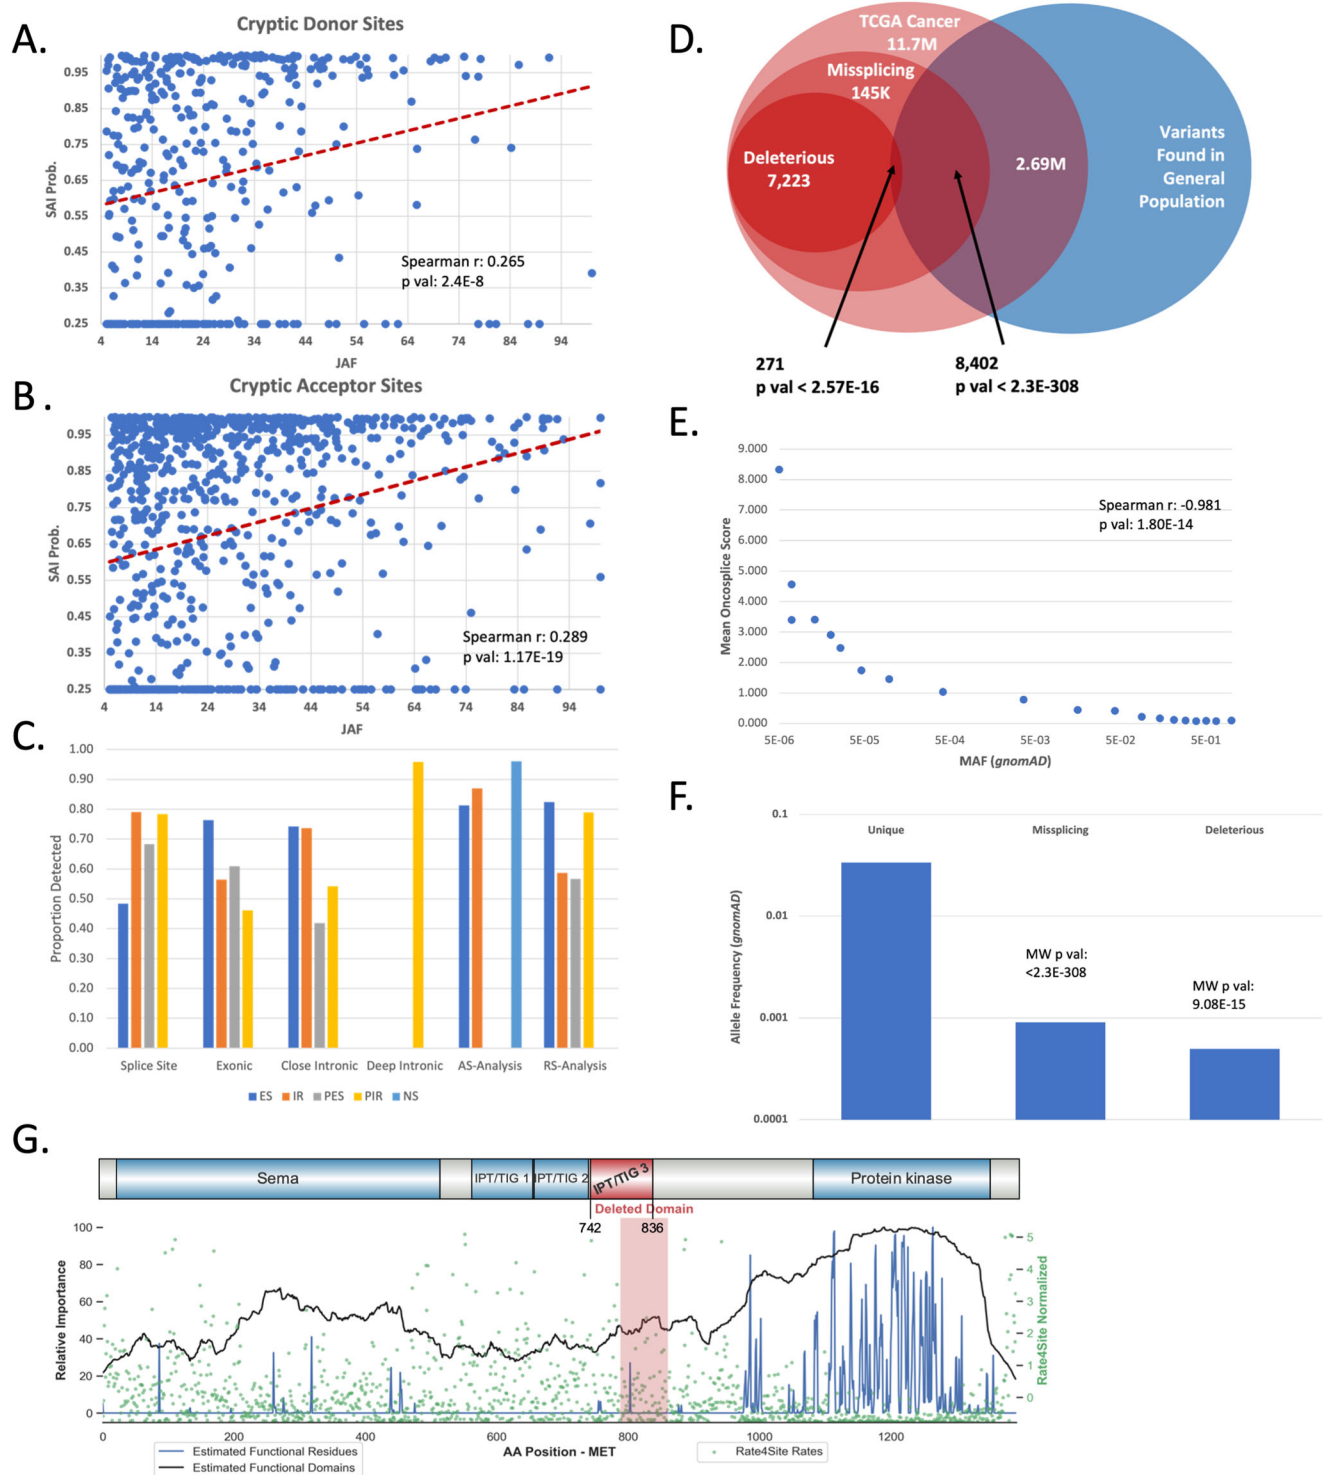 A.
Cryptic Donor Sites
0.95
0.85
0.75
0.65
0.55
0.45
0.35
0.25
SAI Prob.
Spearman r: 0.265
p val: 2.4E-8
4 14 24 34 44 54 64 74 84 94
JAF
B.
Cryptic Acceptor Sites
0.95
0.85
0.75
0.65
0.55
0.45
0.35
0.25
SAI Prob.
Spearman r: 0.289
p val: 1.17E-19
4 14 24 34 44 54 64 74 84 94
JAF
C.
1.00
0.90
0.80
0.70
0.60
0.50
0.40
0.30
0.20
0.10
0.00
Proportion Detected
Splice Site Exonic Close Intronic Deep Intronic AS-Analysis RS-Analysis
ES IR PES PIR NS
D.
TCGA Cancer
11.7M
Missplicing
145K
Deleterious
7,223
2.69M
Variants
Found in
General
Population
271
p val < 2.57E-16
8,402
p val < 2.3E-308
E.
9.000
8.000
7.000
6.000
5.000
4.000
3.000
2.000
1.000
0.000
Mean Oncosplice Score
Spearman r: -0.981
p val: 1.80E-14
5E-06 5E-05 5E-04 5E-03 5E-02 5E-01
MAF (gnomAD)
F.
0.1
0.01
0.001
0.0001
Allele Frequency (gnomAD)
Unique Missplicing Deleterious
MW p val:
<2.3E-308
MW p val:
9.08E-15
G.
Sema IPT/TIG 1 IPT/TIG 2 IPT/TIG 3 Protein kinase
Deleted Domain
742 836
100
80
60
40
20
0
Relative Importance
5
4
3
2
1
0
Rate4Site Normalized
0 200 400 600 800 1000 1200
AA Position - MET
Estimated Functional Residues
Estimated Functional Domains
Rate4Site Rates